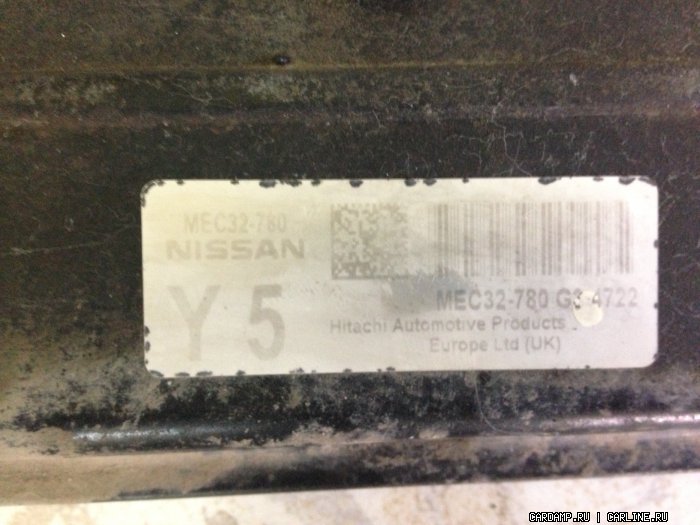 MEC32-780
NISSAN
Y 5
MEC32-780 G3 4722
Hitachi Automotive Products
Europe Ltd (UK)
CARDAMP.RU | CARLINE.RU